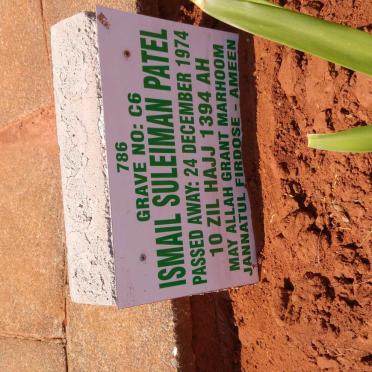 786
GRAVE NO: C6
ISMAIL SULEIMAN PATEL
PASSED AWAY: 24 DECEMBER 1974
10 ZIL HAJJ 1394 AH
MAY ALLAH GRANT MARHOOM
JANNATUL FIRDOSE - AMEEN